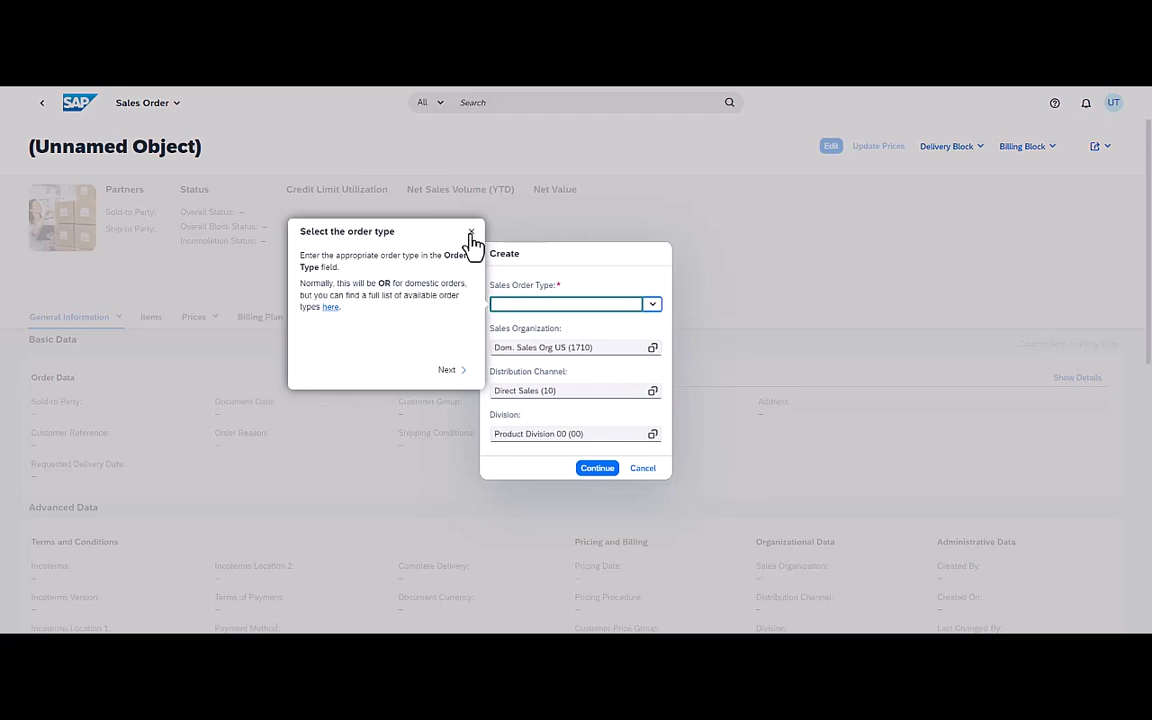 SAP
Sales Order
All
Search
UT
(Unnamed Object)
Edit
Update Prices
Delivery Block
Billing Block
Partners
Status
Credit Limit Utilization
Net Sales Volume (YTD)
Net Value
Sold-to Party:
Overall Status: –
Ship-to Party:
Overall Block Status: –
Incompletion Status: –
General Information
Items
Prices
Billing Plan
Select the order type
Enter the appropriate order type in the Order
Type field.
Normally, this will be OR for domestic orders,
but you can find a full list of available order
types here.
Next
Create
Sales Order Type:*
Sales Organization:
Dom. Sales Org US (1710)
Distribution Channel:
Direct Sales (10)
Division:
Product Division 00 (00)
Continue
Cancel
Basic Data
Order Data
Show Details
Sold-to Party:
Document Date:
Customer Group:
Address:
–
–
Customer Reference:
Order Reason:
Shipping Conditions:
–
–
–
Requested Delivery Date:
–
Advanced Data
Terms and Conditions
Pricing and Billing
Organizational Data
Administrative Data
Incoterms:
Incoterms Location 2:
Complete Delivery:
Pricing Date:
Sales Organization:
Created By:
–
–
–
–
–
–
Incoterms Version:
Terms of Payment:
Document Currency:
Pricing Procedure:
Distribution Channel:
Created On:
–
–
–
–
–
–
Incoterms Location 1:
Payment Method:
Customer Price Group:
Division:
Last Changed By: